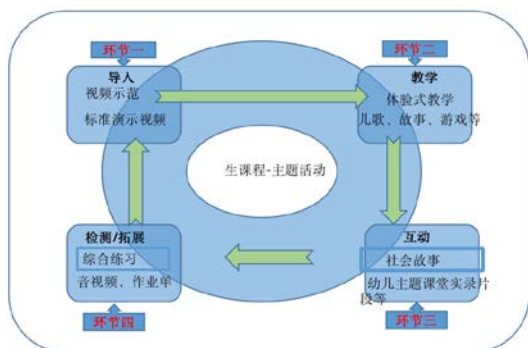 环节一
导入
视频示范
标准演示视频
环节二
教学
体验式教学
儿歌、故事、游戏等
生课程-主题活动
检测/拓展
综合练习
音视频、作业单
环节四
互动
社会故事
幼儿主题课堂实录片
段等
环节三